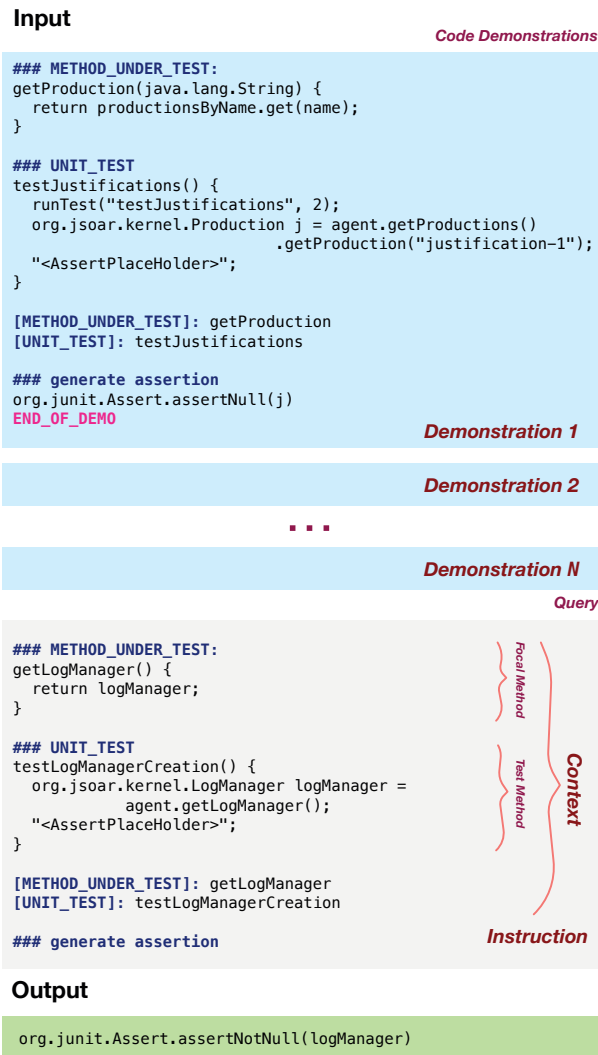 Input
Code Demonstrations
### METHOD_UNDER_TEST:
getProduction(java.lang.String) {
  return productionsByName.get(name);
}
### UNIT_TEST
testJustifications() {
  runTest("testJustifications", 2);
  org.jsoar.kernel.Production j = agent.getProductions()
                            .getProduction("justification-1");
  "<AssertPlaceHolder>";
}
[METHOD_UNDER_TEST]: getProduction
[UNIT_TEST]: testJustifications
### generate assertion
org.junit.Assert.assertNull(j)
END_OF_DEMO
Demonstration 1
Demonstration 2
...
Demonstration N
Query
### METHOD_UNDER_TEST:
getLogManager() {
  return logManager;
}
Focal Method
### UNIT_TEST
testLogManagerCreation() {
  org.jsoar.kernel.LogManager logManager =
            agent.getLogManager();
  "<AssertPlaceHolder>";
}
Test Method
Context
[METHOD_UNDER_TEST]: getLogManager
[UNIT_TEST]: testLogManagerCreation
### generate assertion
Instruction
Output
org.junit.Assert.assertNotNull(logManager)